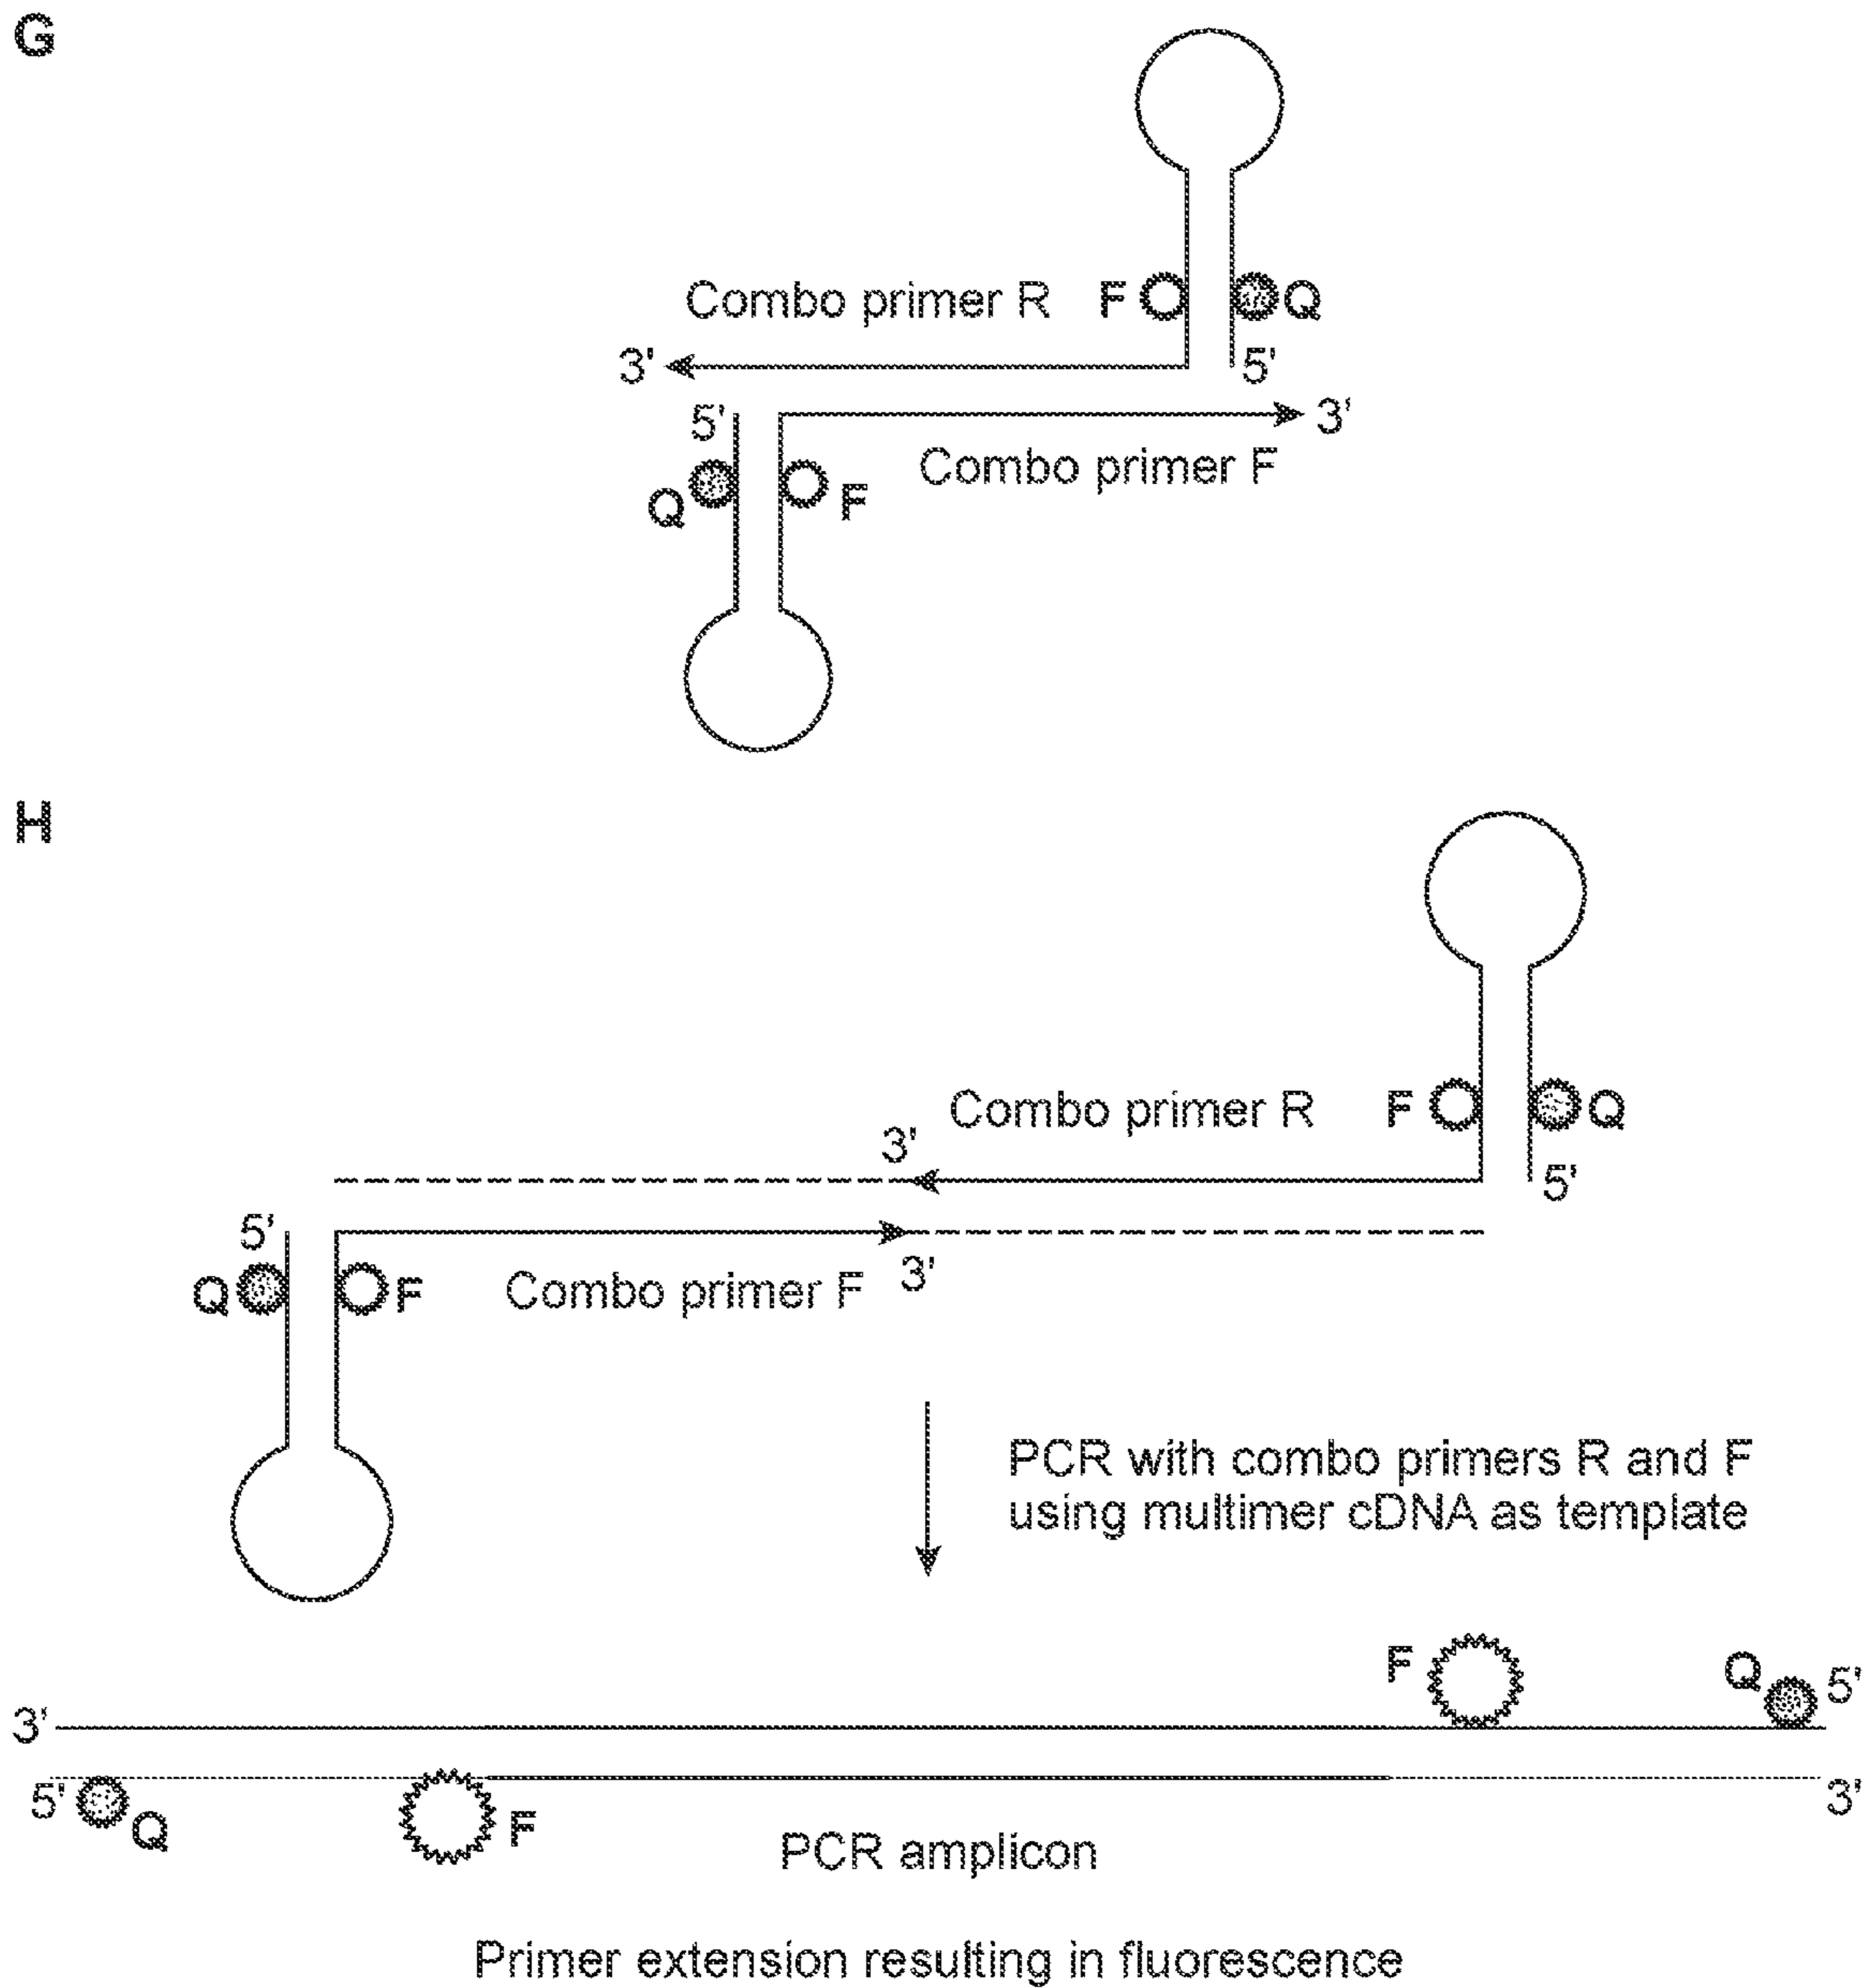 G
Combo primer R F Q
3' 5'
5' 3'
Combo primer F
Q F
H
Combo primer R F Q
3' 5'
5' 3'
Q F Combo primer F
PCR with combo primers R and F
using multimer cDNA as template
F Q 5'
3'
5' Q F 3'
PCR amplicon
Primer extension resulting in fluorescence